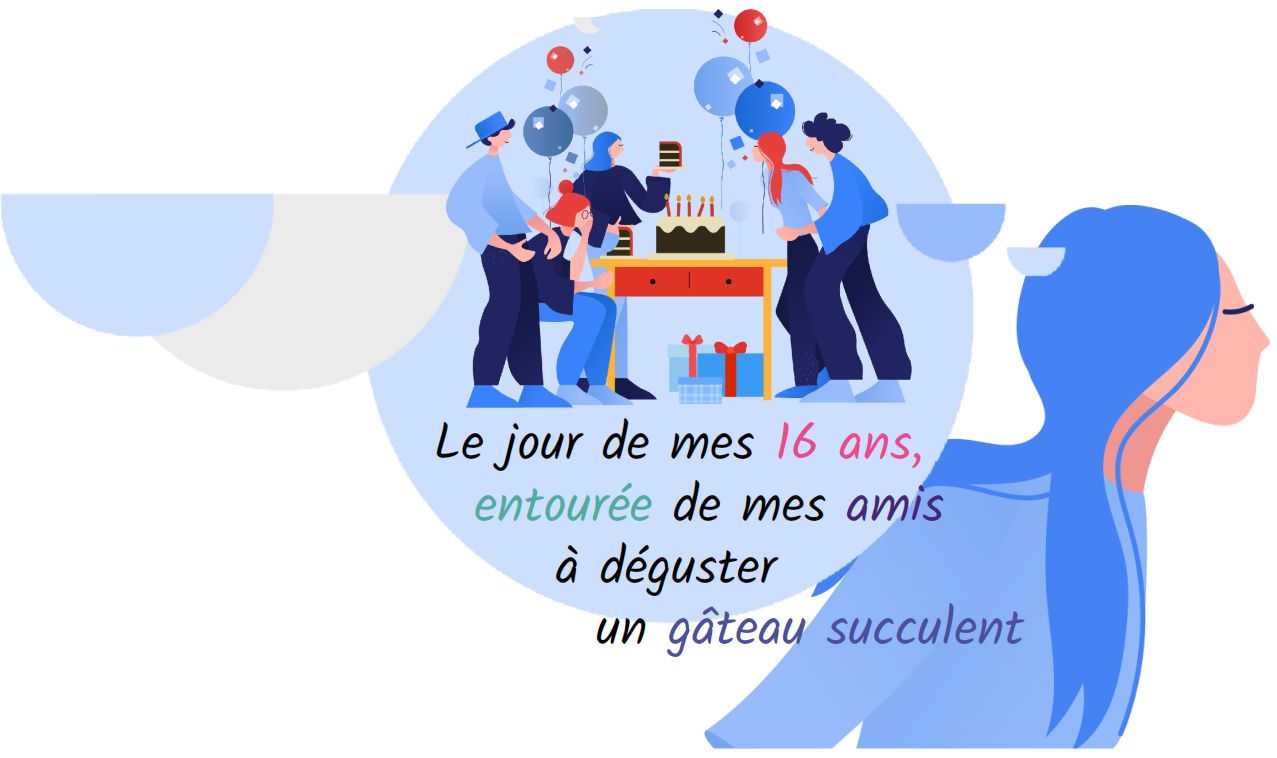 Le jour de mes 16 ans,
entourée de mes amis
à déguster
un gâteau succulent